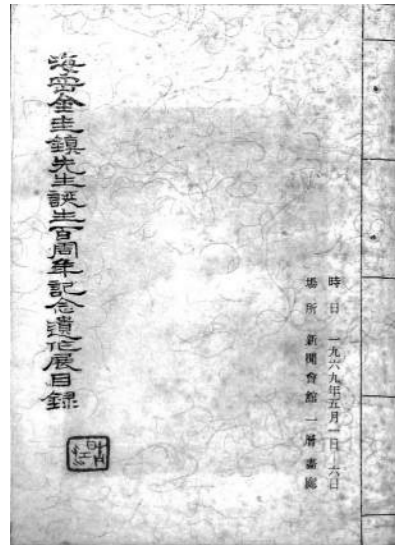 海岡金圭鎭先生誕生百周年記念遺作展目錄
時日 一九六九年五月一日－六日
場所 新聞會館 一層 畵廊